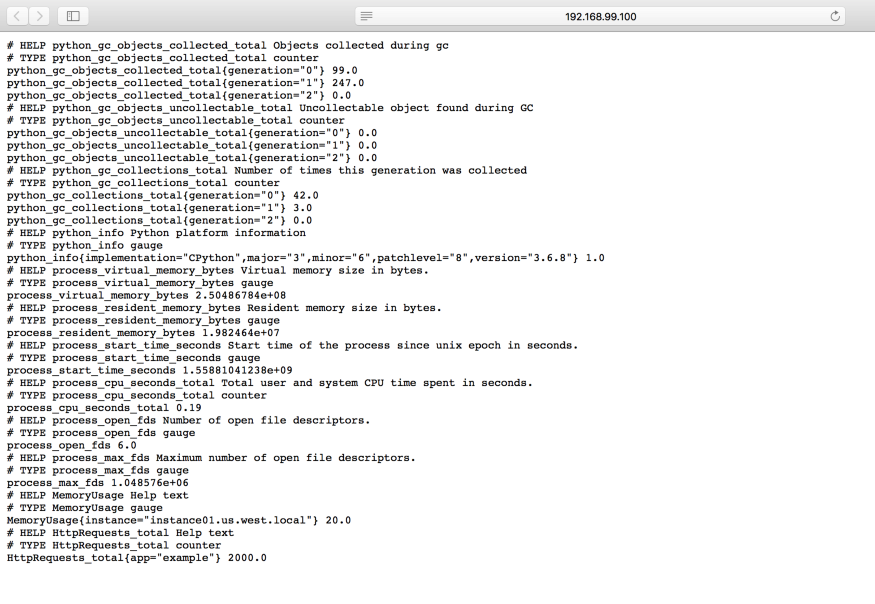 192.168.99.100
# HELP python_gc_objects_collected_total Objects collected during gc
# TYPE python_gc_objects_collected_total counter
python_gc_objects_collected_total{generation="0"} 99.0
python_gc_objects_collected_total{generation="1"} 247.0
python_gc_objects_collected_total{generation="2"} 0.0
# HELP python_gc_objects_uncollectable_total Uncollectable object found during GC
# TYPE python_gc_objects_uncollectable_total counter
python_gc_objects_uncollectable_total{generation="0"} 0.0
python_gc_objects_uncollectable_total{generation="1"} 0.0
python_gc_objects_uncollectable_total{generation="2"} 0.0
# HELP python_gc_collections_total Number of times this generation was collected
# TYPE python_gc_collections_total counter
python_gc_collections_total{generation="0"} 42.0
python_gc_collections_total{generation="1"} 3.0
python_gc_collections_total{generation="2"} 0.0
# HELP python_info Python platform information
# TYPE python_info gauge
python_info{implementation="CPython",major="3",minor="6",patchlevel="8",version="3.6.8"} 1.0
# HELP process_virtual_memory_bytes Virtual memory size in bytes.
# TYPE process_virtual_memory_bytes gauge
process_virtual_memory_bytes 2.50486784e+08
# HELP process_resident_memory_bytes Resident memory size in bytes.
# TYPE process_resident_memory_bytes gauge
process_resident_memory_bytes 1.982464e+07
# HELP process_start_time_seconds Start time of the process since unix epoch in seconds.
# TYPE process_start_time_seconds gauge
process_start_time_seconds 1.55881041238e+09
# HELP process_cpu_seconds_total Total user and system CPU time spent in seconds.
# TYPE process_cpu_seconds_total counter
process_cpu_seconds_total 0.19
# HELP process_open_fds Number of open file descriptors.
# TYPE process_open_fds gauge
process_open_fds 6.0
# HELP process_max_fds Maximum number of open file descriptors.
# TYPE process_max_fds gauge
process_max_fds 1.048576e+06
# HELP MemoryUsage Help text
# TYPE MemoryUsage gauge
MemoryUsage{instance="instance01.us.west.local"} 20.0
# HELP HttpRequests_total Help text
# TYPE HttpRequests_total counter
HttpRequests_total{app="example"} 2000.0